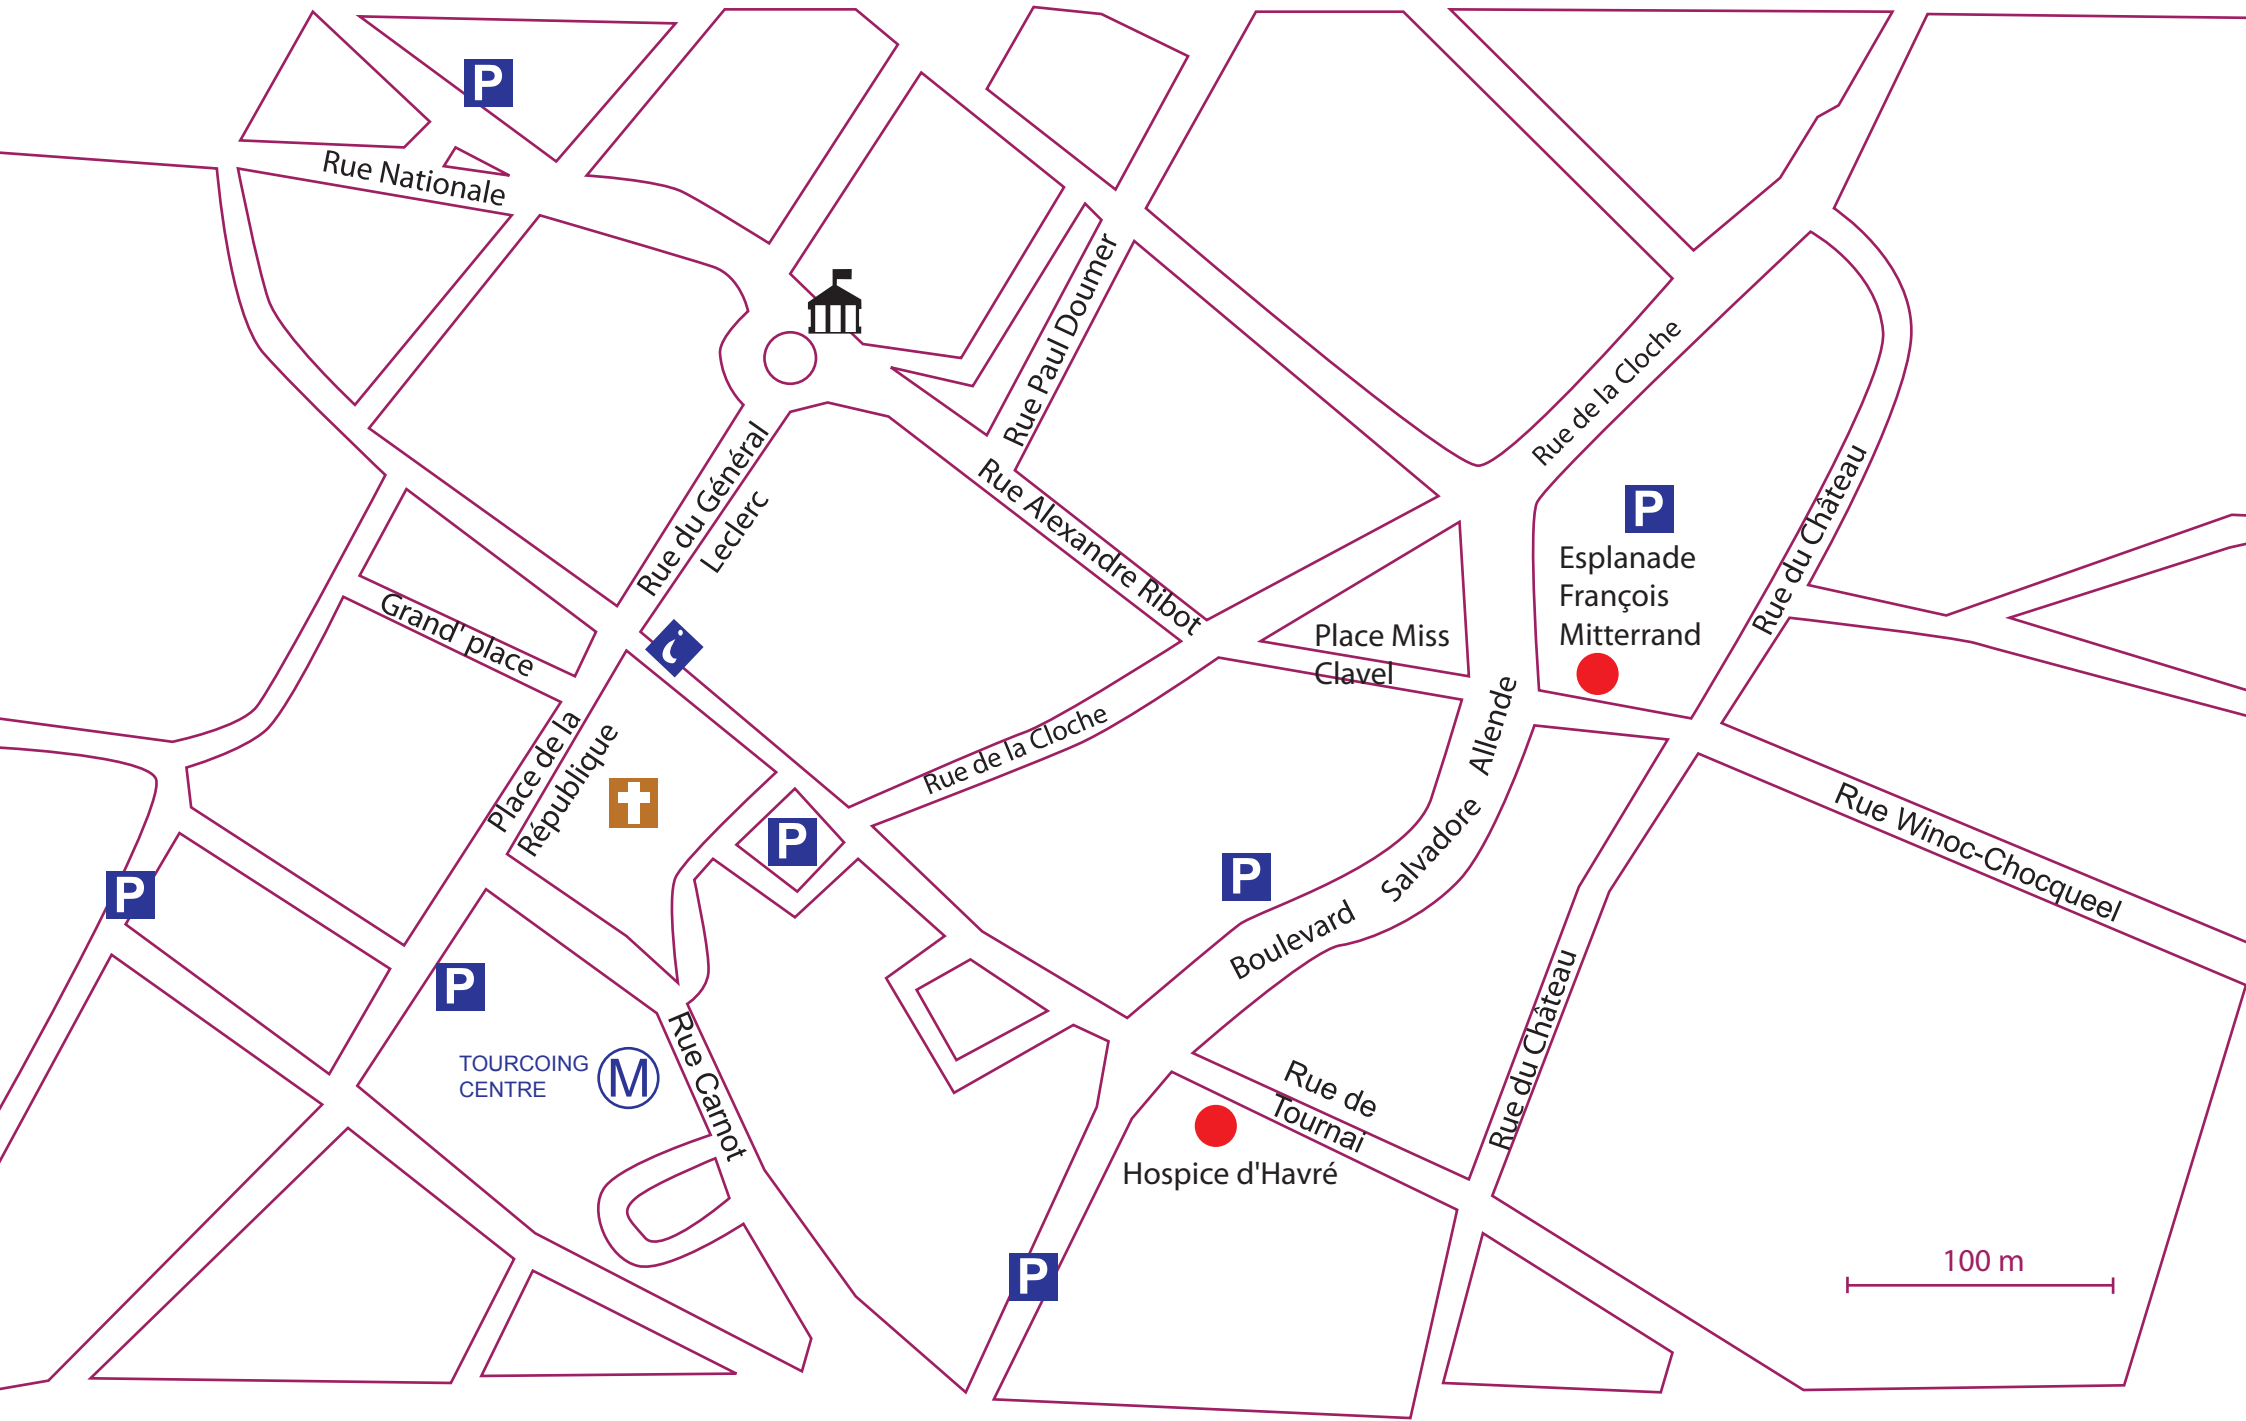 P
Rue Nationale
Rue Paul Doumer
Rue de la Cloche
Rue du Général
Leclerc
Rue Alexandre Ribot
Rue du Château
P
Esplanade
François
Mitterrand
Grand" place
i
Place Miss
Clavel
Place de la
République
Rue de la Cloche
Boulevard Salvadore Allende
P
P
P
Rue Winoc-Chocqueel
P
TOURCOING
CENTRE
M
Rue Carnot
Rue de
Tournai
Rue du Château
Hospice d'Havré
P
100 m